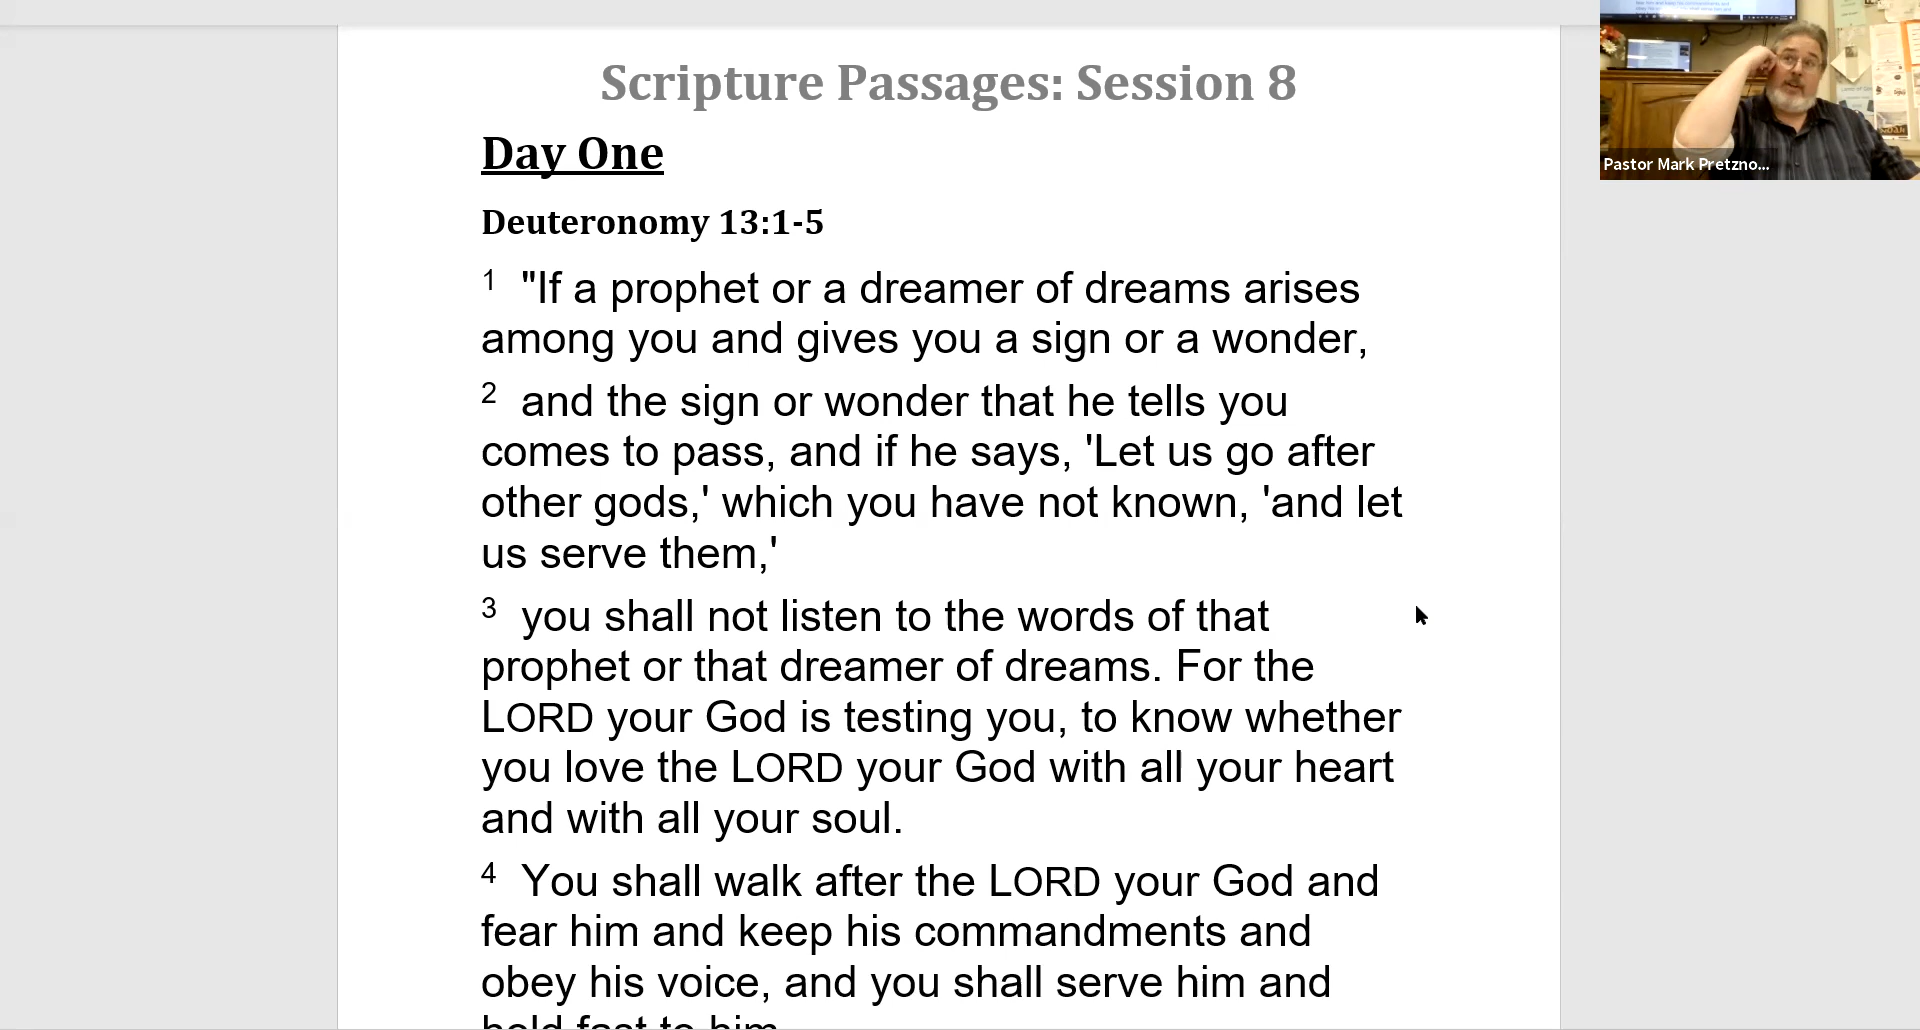 Scripture Passages: Session 8
Day One
Deuteronomy 13:1-5
1 "If a prophet or a dreamer of dreams arises
among you and gives you a sign or a wonder,
2 and the sign or wonder that he tells you
comes to pass, and if he says, 'Let us go after
other gods,' which you have not known, 'and let
us serve them,'
3 you shall not listen to the words of that
prophet or that dreamer of dreams. For the
LORD your God is testing you, to know whether
you love the LORD your God with all your heart
and with all your soul.
4 You shall walk after the LORD your God and
fear him and keep his commandments and
obey his voice, and you shall serve him and
hold fast to him.
Pastor Mark Pretzno...